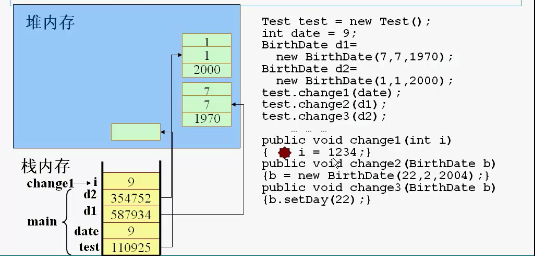 堆内存
1
1
2000
7
7
1970
栈内存
change1 i 9
d2 354752
d1 587934
main
date 9
test 110925
Test test = new Test();
int date = 9;
BirthDate d1=
new BirthDate(7,7,1970);
BirthDate d2=
new BirthDate(1,1,2000);
test.change1(date);
test.change2(d1);
test.change3(d2);
… … …
public void change1(int i)
{ i = 1234;}
public void change2(BirthDate b)
{b = new BirthDate(22,2,2004);}
public void change3(BirthDate b)
{b.setDay(22);}